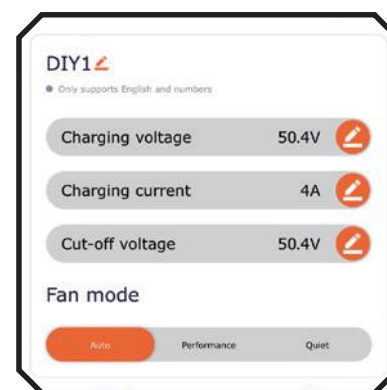 DIY1
Only supports English and numbers
Charging voltage 50.4V
Charging current 4A
Cut-off voltage 50.4V
Fan mode
Auto Performance Quiet